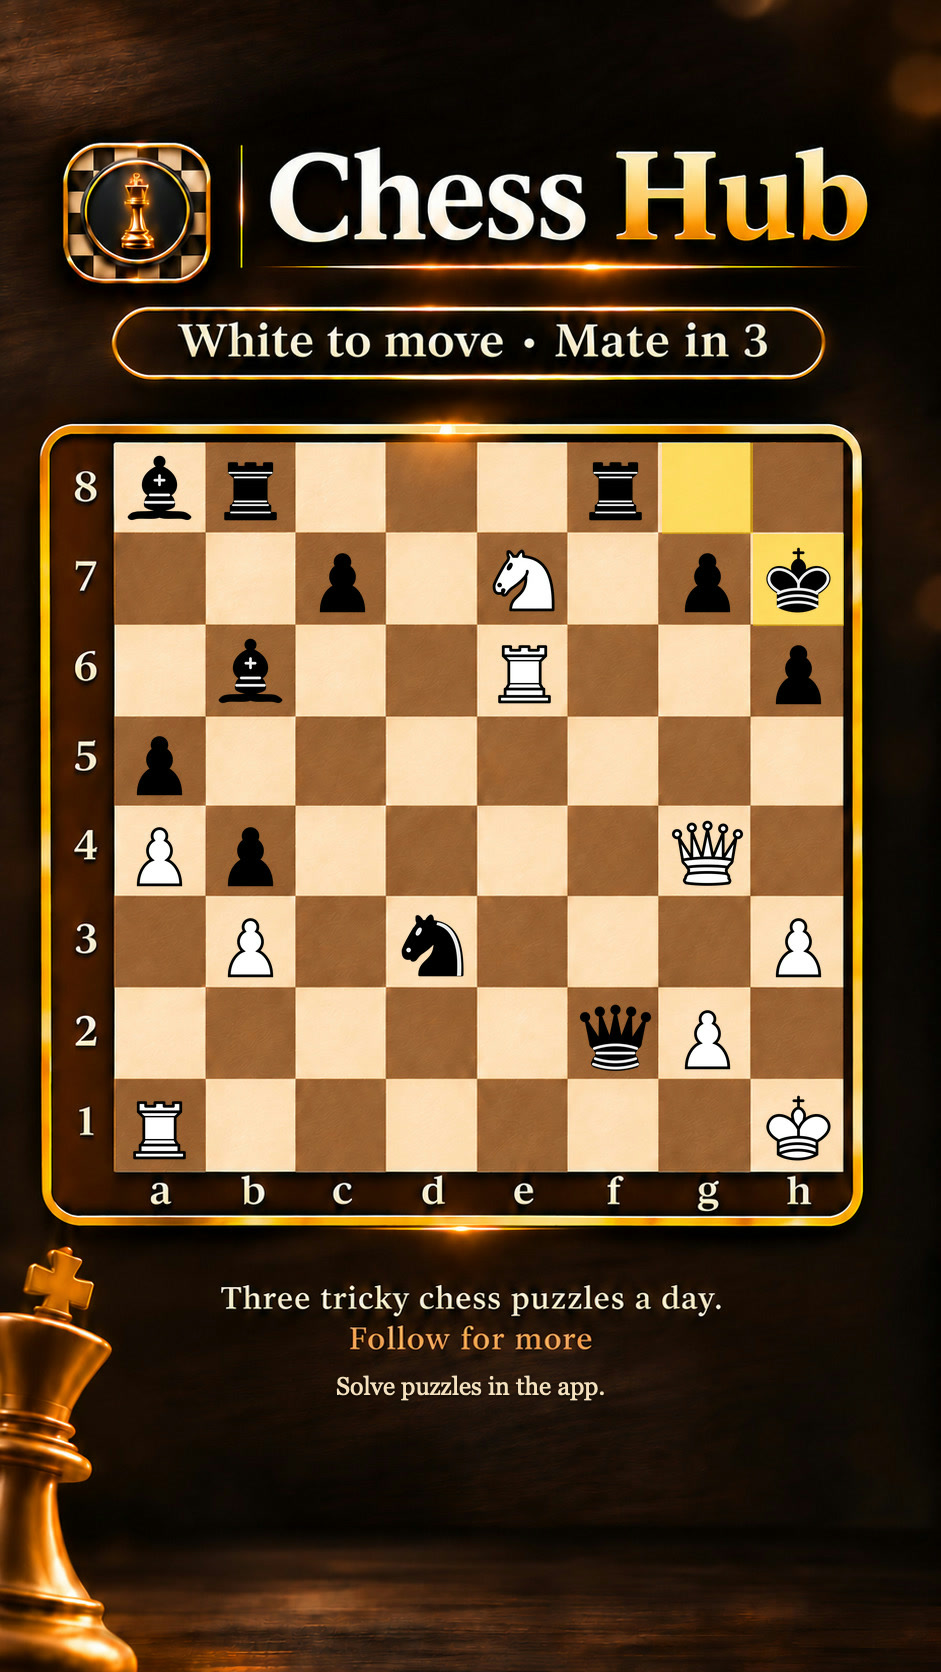 Chess Hub
White to move • Mate in 3
8
7
6
5
4
3
2
1
a b c d e f g h
Three tricky chess puzzles a day.
Follow for more
Solve puzzles in the app.